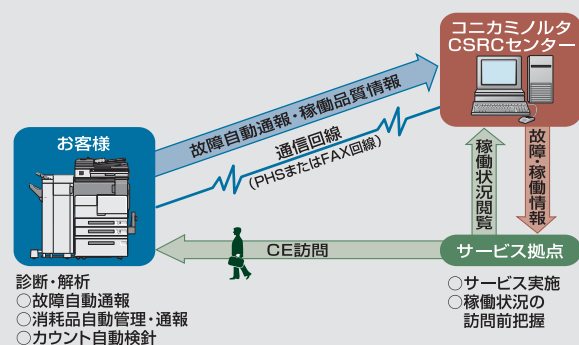 コニカミノルタ
CSRCセンター
故障自動通報・稼働品質情報
お客様
通信回線
（PHSまたはFAX回線）
稼働状況閲覧
故障・稼働情報
CE訪問
サービス拠点
診断・解析
○故障自動通報
○消耗品自動管理・通報
○カウント自動検針
○サービス実施
○稼働状況の
訪問前把握